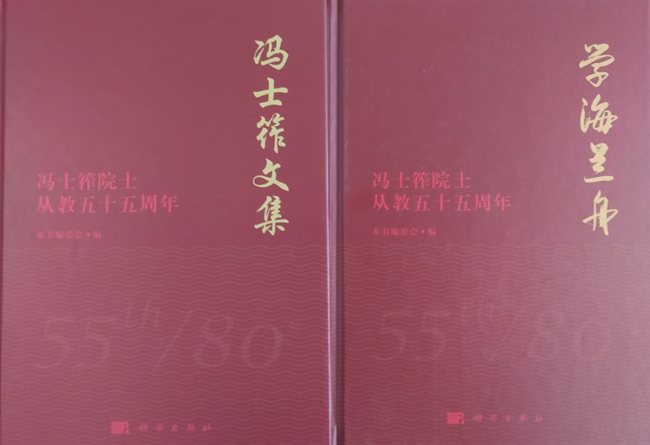 冯士筰文集
冯士筰院士
从教五十五周年
本书编委会·编
55th/80
科学出版社
学海兰舟
冯士筰院士
从教五十五周年
本书编委会·编
55th/80
科学出版社